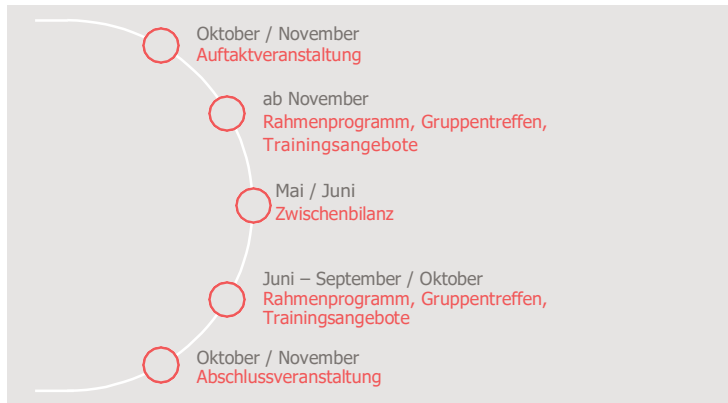 Oktober / November
Auftaktveranstaltung
ab November
Rahmenprogramm, Gruppentreffen,
Trainingsangebote
Mai / Juni
Zwischenbilanz
Juni – September / Oktober
Rahmenprogramm, Gruppentreffen,
Trainingsangebote
Oktober / November
Abschlussveranstaltung